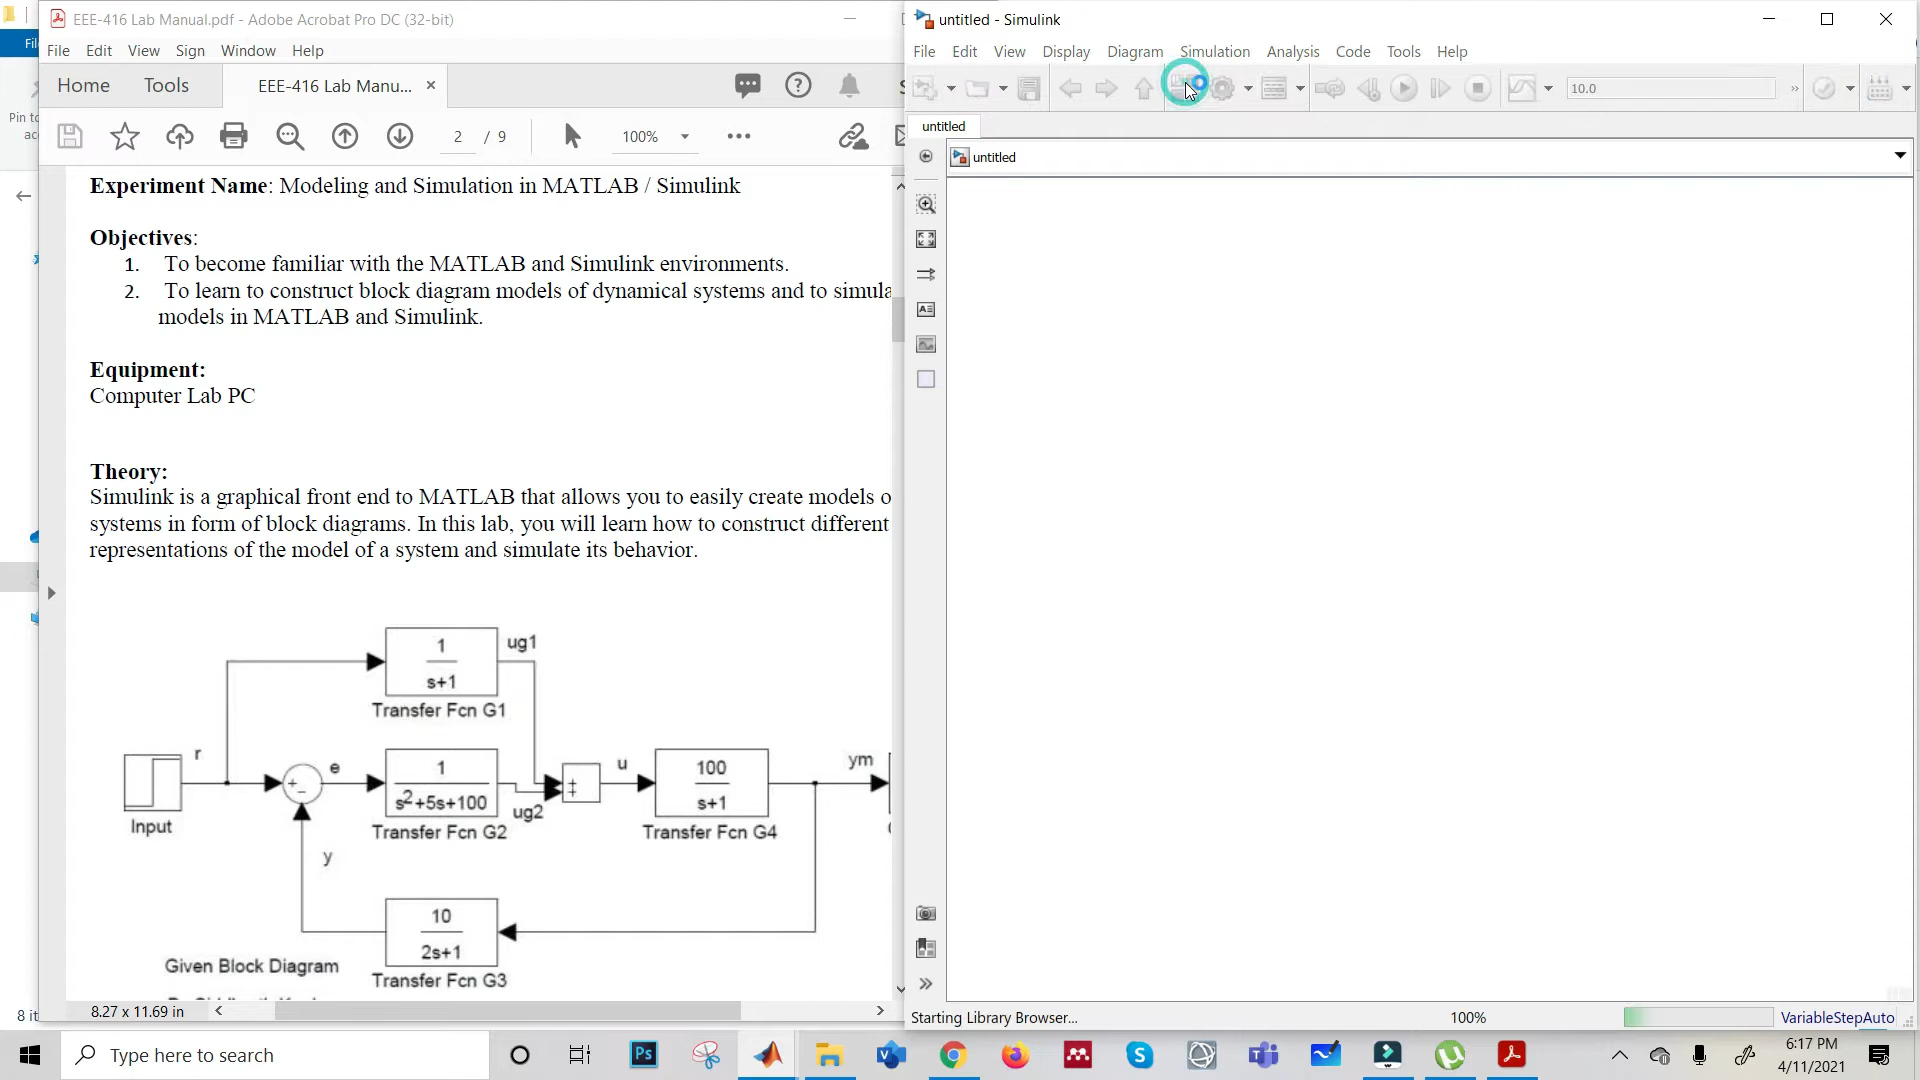 EEE-416 Lab Manual.pdf - Adobe Acrobat Pro DC (32-bit)
File Edit View Sign Window Help
Home Tools EEE-416 Lab Manu... ×
2 / 9 100%
Experiment Name: Modeling and Simulation in MATLAB / Simulink
Objectives:
1. To become familiar with the MATLAB and Simulink environments.
2. To learn to construct block diagram models of dynamical systems and to simula
models in MATLAB and Simulink.
Equipment:
Computer Lab PC
Theory:
Simulink is a graphical front end to MATLAB that allows you to easily create models o
systems in form of block diagrams. In this lab, you will learn how to construct different
representations of the model of a system and simulate its behavior.
1
s+1
ug1
Transfer Fcn G1
r
Input
+
-
e
1
s2+5s+100
ug2
Transfer Fcn G2
+
+
u
100
s+1
Transfer Fcn G4
ym
y
10
2s+1
Transfer Fcn G3
Given Block Diagram
8.27 x 11.69 in
Fil
Pin to
ac
8 it
untitled - Simulink
File Edit View Display Diagram Simulation Analysis Code Tools Help
10.0 »
untitled
untitled
Starting Library Browser... 100% VariableStepAuto
Type here to search
Ps
6:17 PM
4/11/2021